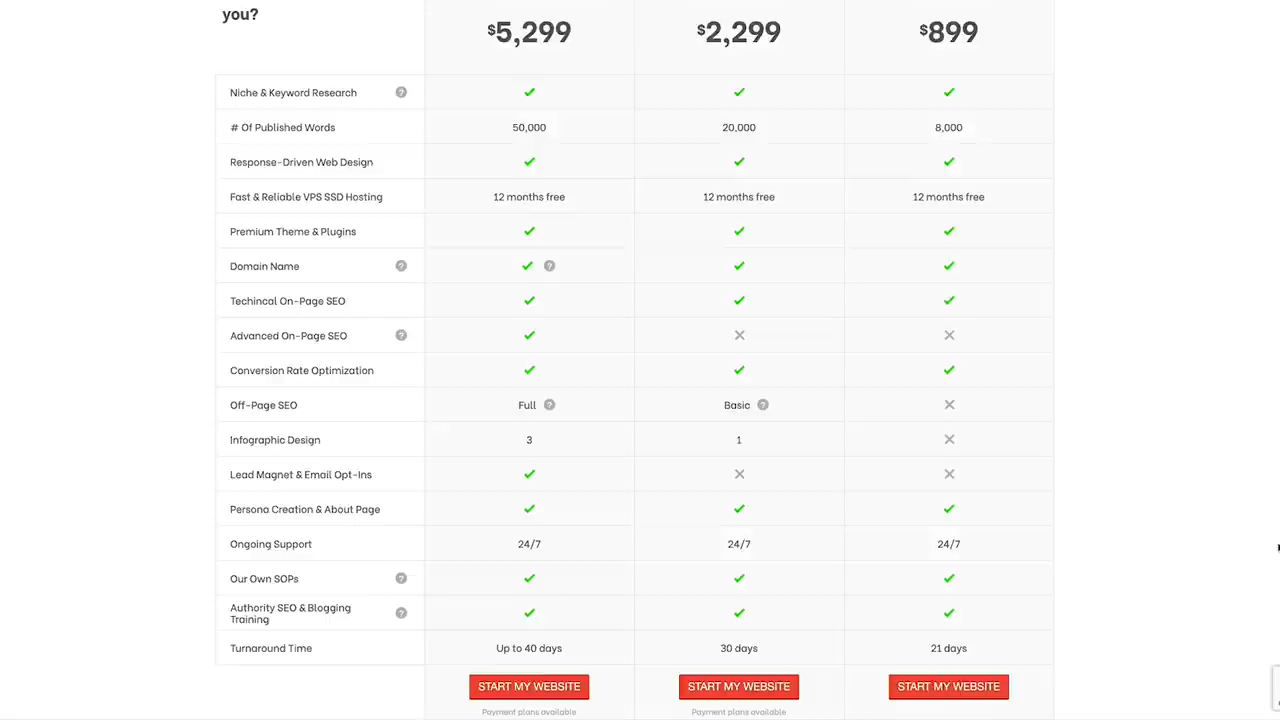 you?
$5,299 $2,299 $899
Niche & Keyword Research ?
# Of Published Words 50,000 20,000 8,000
Response-Driven Web Design
Fast & Reliable VPS SSD Hosting 12 months free 12 months free 12 months free
Premium Theme & Plugins
Domain Name ? ?
Techincal On-Page SEO
Advanced On-Page SEO ?
Conversion Rate Optimization
Off-Page SEO Full ? Basic ?
Infographic Design 3 1
Lead Magnet & Email Opt-Ins
Persona Creation & About Page
Ongoing Support 24/7 24/7 24/7
Our Own SOPs ?
Authority SEO & Blogging
Training ?
Turnaround Time Up to 40 days 30 days 21 days
START MY WEBSITE START MY WEBSITE START MY WEBSITE
Payment plans available Payment plans available